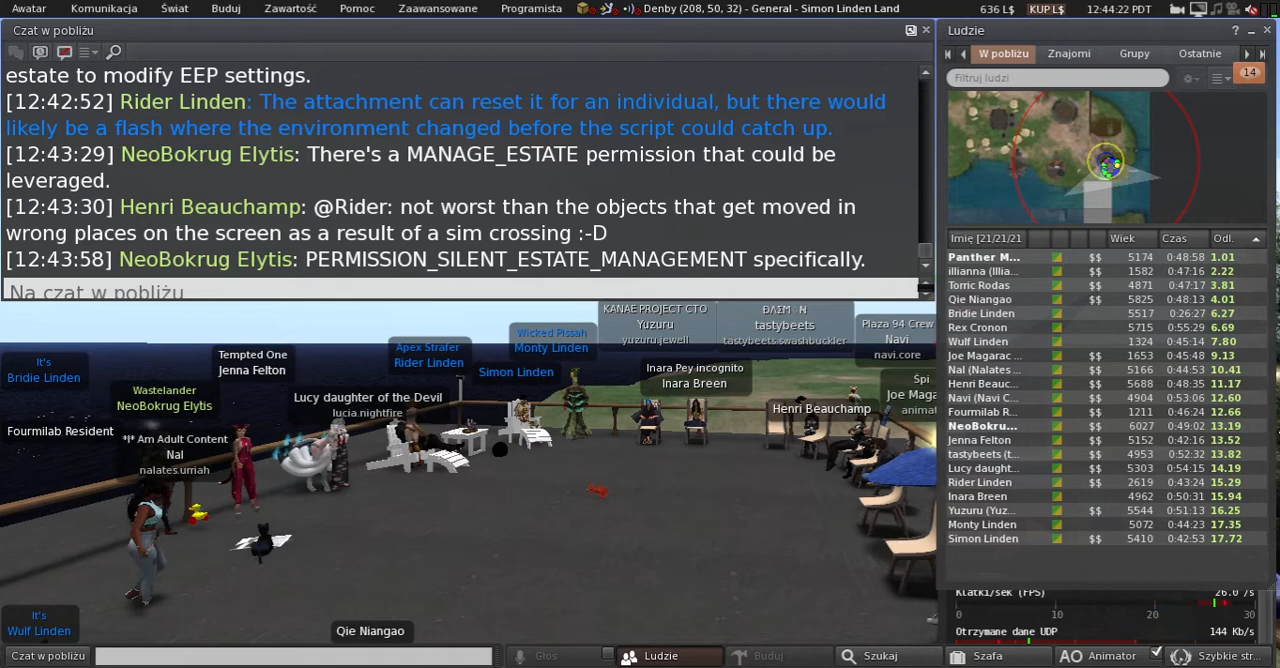 Awatar Komunikacja Świat Buduj Zawartość Pomoc Zaawansowane Programista Denby (208, 50, 32) - General - Simon Linden Land 636 L$ KUP L$ 12:44:22 PDT
Czat w pobliżu
estate to modify EEP settings.
[12:42:52] Rider Linden: The attachment can reset it for an individual, but there would
likely be a flash where the environment changed before the script could catch up.
[12:43:29] NeoBokrug Elytis: There's a MANAGE_ESTATE permission that could be
leveraged.
[12:43:30] Henri Beauchamp: @Rider: not worst than the objects that get moved in
wrong places on the screen as a result of a sim crossing :-D
[12:43:58] NeoBokrug Elytis: PERMISSION_SILENT_ESTATE_MANAGEMENT specifically.
Na czat w pobliżu
KANAE PROJECT CTO
Yuzuru
yuzuru.jewell
tastybeets
tastybeets.swashbuckler
Plaza 94 Crew
Navi
navi.core
Wicked Pissah
Monty Linden
Apex Strafer
Rider Linden
Simon Linden
Tempted One
Jenna Felton
It's
Bridie Linden
Inara Pey incognito
Inara Breen
Śpi
Joe Maga
animat
Wastelander
NeoBokrug Elytis
Lucy daughter of the Devil
lucia.nightfire
Henri Beauchamp
Fourmilab Resident
*!* Am Adult Content
Nal
nalates.urriah
It's
Wulf Linden
Qie Niangao
Ludzie
W pobliżu Znajomi Grupy Ostatnie
14
Filtruj ludzi
Imię [21/21/21 Wiek Czas Odl.
Panther M... $$ 5174 0:48:58 1.01
illianna (Illia... $$ 1582 0:47:16 2.22
Torric Rodas $$ 4871 0:47:17 3.81
Qie Niangao $$ 5825 0:48:13 4.01
Bridie Linden 5517 0:26:27 6.27
Rex Cronon 5715 0:55:29 6.69
Wulf Linden 1324 0:45:14 7.80
Joe Magarac ... $$ 1653 0:45:48 9.13
Nal (Nalates ... $$ 5166 0:44:53 10.41
Henri Beauc... $$ 5688 0:48:35 11.17
Navi (Navi C... $$ 4904 0:53:06 12.60
Fourmilab R... $$ 1211 0:46:24 12.66
NeoBokru... $$ 6027 0:49:02 13.19
Jenna Felton $$ 5152 0:42:16 13.52
tastybeets (t... $$ 4954 0:52:32 13.82
Lucy daught... $$ 5303 0:54:15 14.19
Rider Linden $$ 2619 0:43:24 15.29
Inara Breen 4962 0:50:31 15.94
Yuzuru (Yuz... $$ 5544 0:51:13 16.25
Monty Linden 5072 0:44:23 17.35
Simon Linden $$ 5410 0:42:53 17.72
Klatki/sek (FPS) 26.0 /s
0 10 20 30
Otrzymane dane UDP 144 Kb/s
Czat w pobliżu Głos Ludzie Buduj Szukaj Szafa AO Animator Szybkie str...